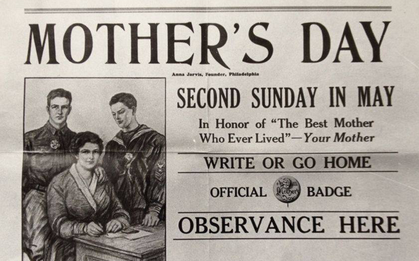 MOTHER'S DAY
Anna Jarvis, Founder, Philadelphia
SECOND SUNDAY IN MAY
In Honor of "The Best Mother
Who Ever Lived"—Your Mother
WRITE OR GO HOME
OFFICIAL BADGE
OBSERVANCE HERE